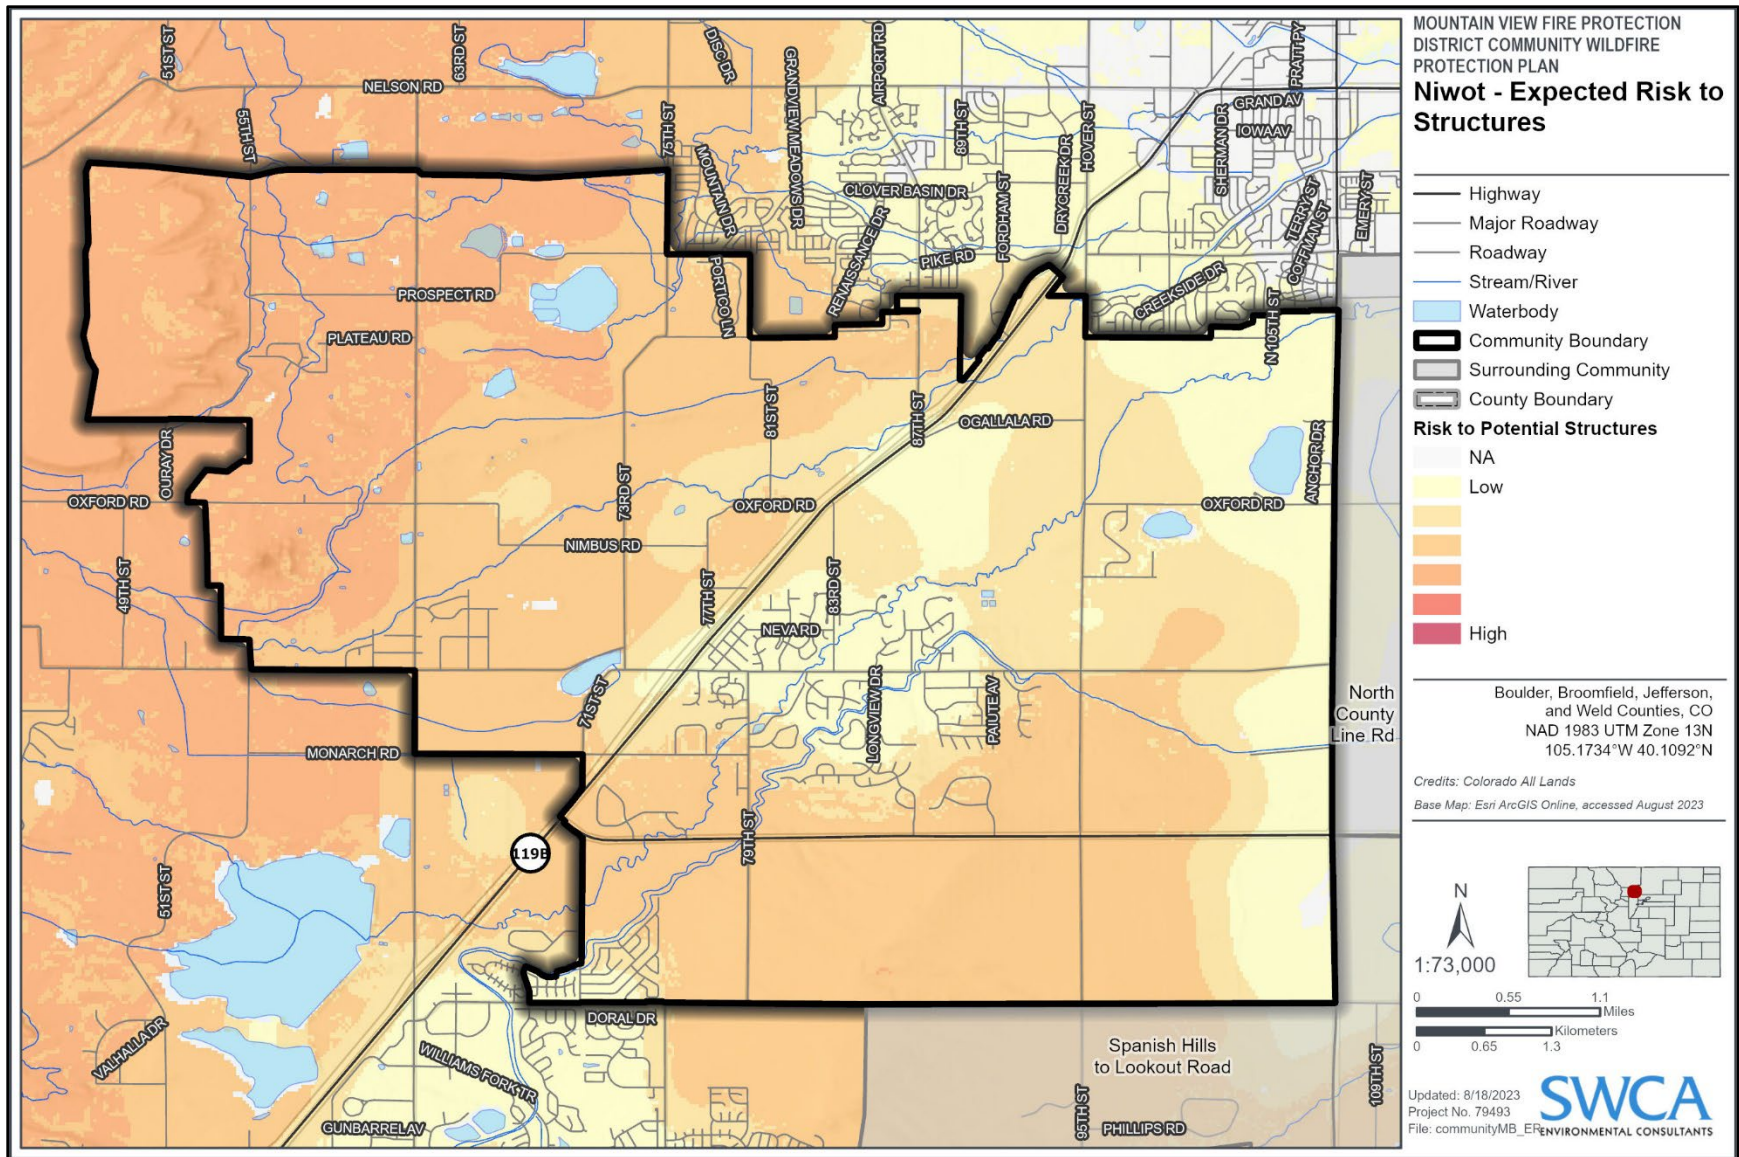 51ST ST
63RD ST
DISC DR
GRANDVIEW MEADOWS DR
AIRPORT RD
89TH ST
DRYCREEK DR
HOVER ST
PRATT PY
NELSON RD
GRAND AV
IOWA AV
SHERMAN DR
55TH ST
75TH ST
MOUNTAIN DR
CLOVER BASIN DR
FORDHAM ST
TERRY ST
COFFMAN ST
EMERY ST
PORTICO LN
RENAISSANCE DR
PIKE RD
CREEKSIDE DR
N 105TH ST
PROSPECT RD
PLATEAU RD
81ST ST
87TH ST
OGALLALA RD
OURAY DR
ANCHOR DR
73RD ST
OXFORD RD
OXFORD RD
OXFORD RD
NIMBUS RD
49TH ST
77TH ST
83RD ST
NEVA RD
71ST ST
LONGVIEW DR
PAIUTE AV
North
County
Line Rd
MONARCH RD
79TH ST
119B
51ST ST
DORAL DR
VALHALLA DR
WILLIAMS FORK TR
Spanish Hills
to Lookout Road
95TH ST
109TH ST
GUNBARREL AV
PHILLIPS RD
MOUNTAIN VIEW FIRE PROTECTION
DISTRICT COMMUNITY WILDFIRE
PROTECTION PLAN
Niwot - Expected Risk to
Structures
Highway
Major Roadway
Roadway
Stream/River
Waterbody
Community Boundary
Surrounding Community
County Boundary
Risk to Potential Structures
NA
Low
High
Boulder, Broomfield, Jefferson,
and Weld Counties, CO
NAD 1983 UTM Zone 13N
105.1734°W 40.1092°N
Credits: Colorado All Lands
Base Map: Esri ArcGIS Online, accessed August 2023
N
1:73,000
0 0.55 1.1
Miles
Kilometers
0 0.65 1.3
Updated: 8/18/2023
Project No. 79493
File: communityMB_ER
SWCA
ENVIRONMENTAL CONSULTANTS